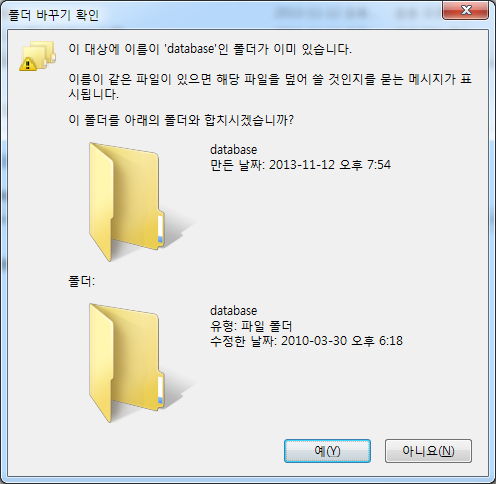 폴더 바꾸기 확인
이 대상에 이름이 'database'인 폴더가 이미 있습니다.
이름이 같은 파일이 있으면 해당 파일을 덮어 쓸 것인지를 묻는 메시지가 표
시됩니다.
이 폴더를 아래의 폴더와 합치시겠습니까?
database
만든 날짜: 2013-11-12 오후 7:54
폴더:
database
유형: 파일 폴더
수정한 날짜: 2010-03-30 오후 6:18
예(Y)
아니요(N)